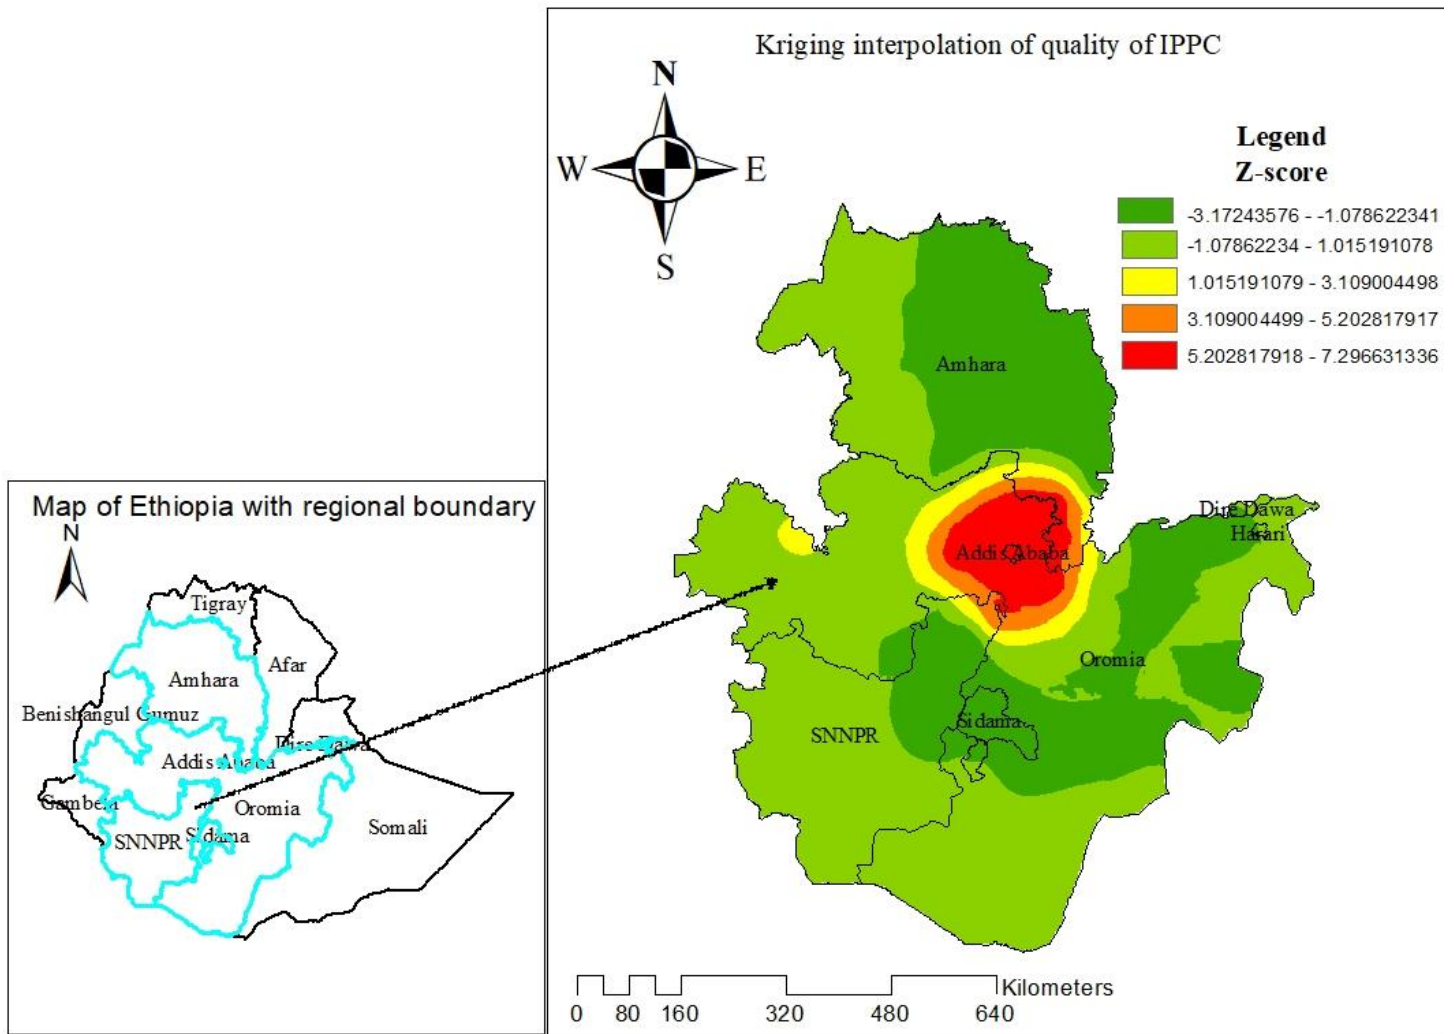 Kriging interpolation of quality of IPPC
N
W E
S
Legend
Z-score
-3.17243576 - -1.078622341
-1.07862234 - 1.015191078
1.015191079 - 3.109004498
3.109004499 - 5.202817917
5.202817918 - 7.296631336
Amhara
Dire Dawa
Harari
Addis Ababa
Oromia
Sidama
SNNPR
Kilometers
0 80 160 320 480 640
Map of Ethiopia with regional boundary
N
Tigray
Afar
Amhara
Benishangul Gumuz
Dire Dawa
Addis Ababa
Gambela
Oromia
Somali
SNNPR
Sidama